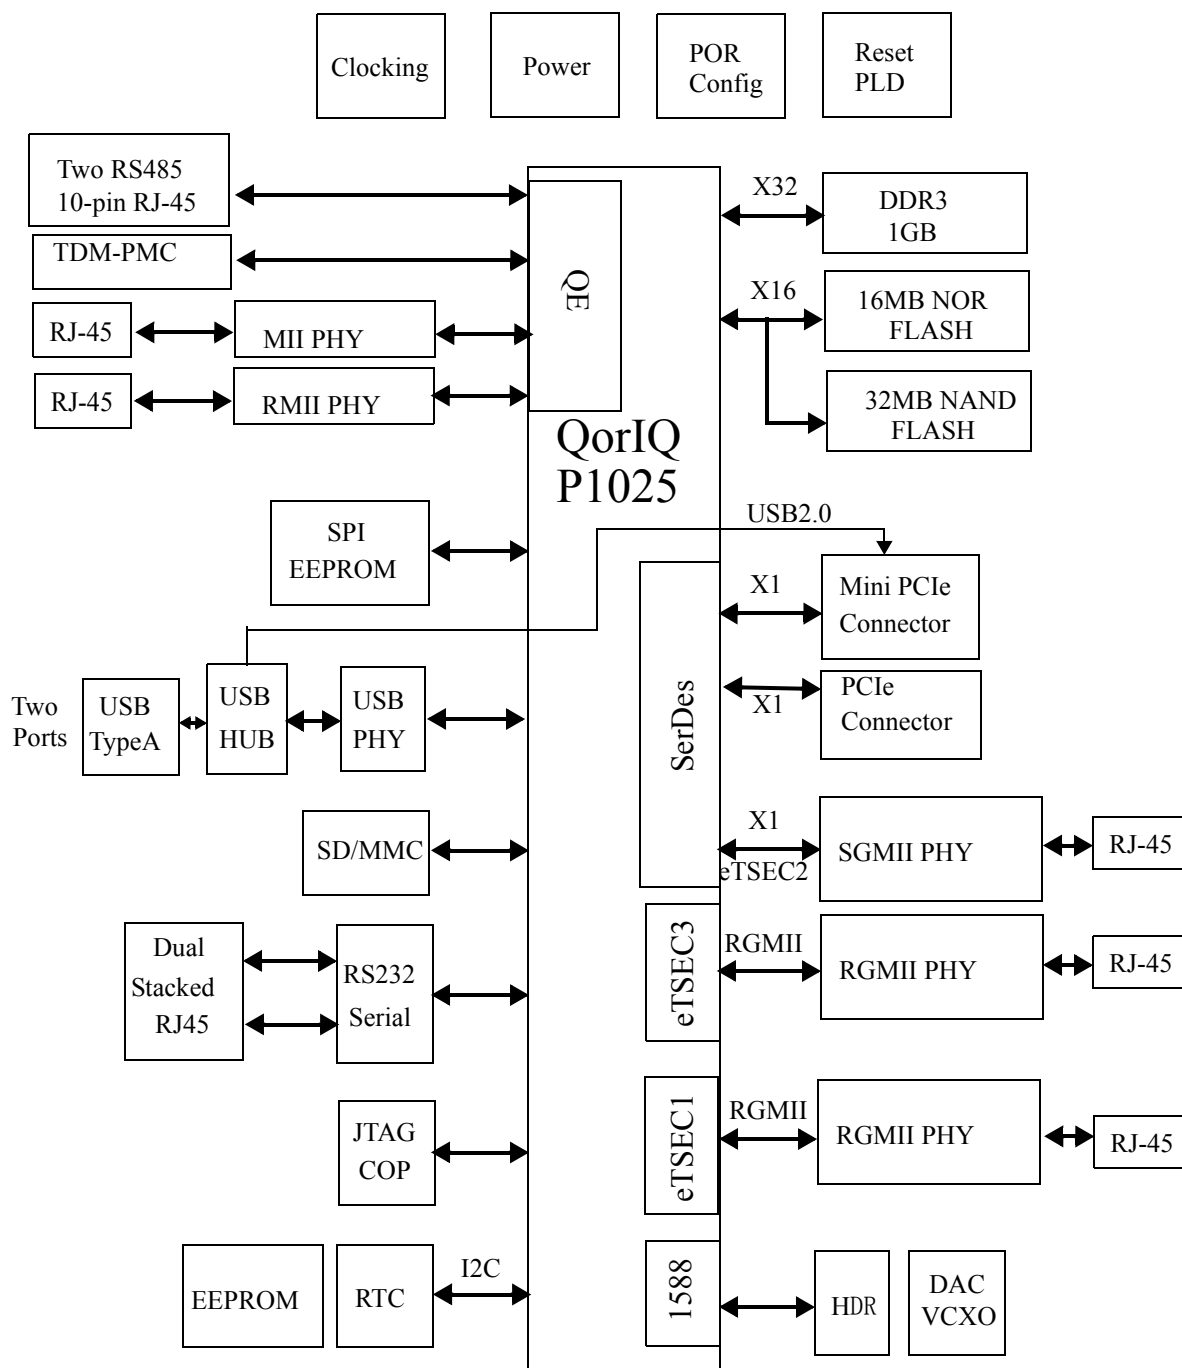 Clocking
Power
POR
Config
Reset
PLD
Two RS485
10-pin RJ-45
TDM-PMC
RJ-45
MII PHY
RJ-45
RMII PHY
QE
QorIQ
P1025
X32
DDR3
1GB
X16
16MB NOR
FLASH
32MB NAND
FLASH
SPI
EEPROM
USB2.0
X1
Mini PCIe
Connector
SerDes
X1
PCIe
Connector
Two
Ports
USB
TypeA
USB
HUB
USB
PHY
SD/MMC
X1
eTSEC2
SGMII PHY
RJ-45
Dual
Stacked
RJ45
RS232
Serial
eTSEC3
RGMII
RGMII PHY
RJ-45
JTAG
COP
eTSEC1
RGMII
RGMII PHY
RJ-45
EEPROM
RTC
I2C
1588
HDR
DAC
VCXO